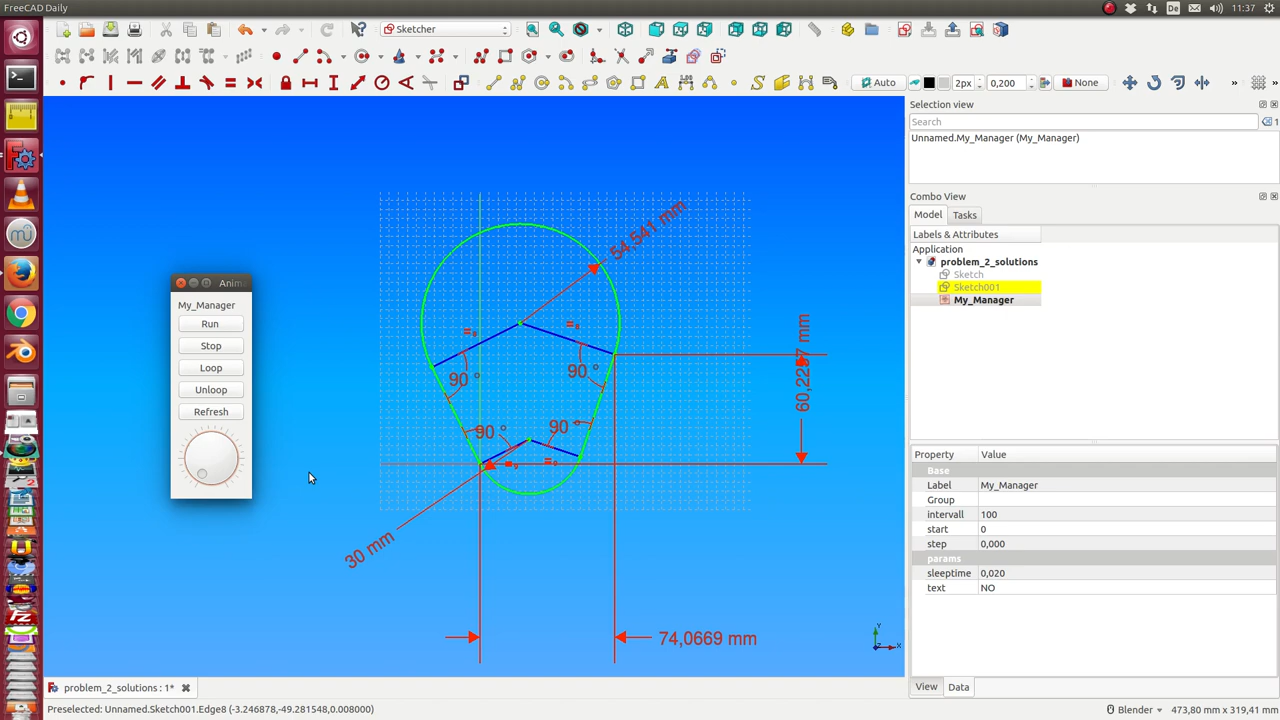 FreeCAD Daily
De
11:37
Sketcher
Auto
2px
0,200
None
Selection view
Search
1
Unnamed.My_Manager (My_Manager)
Combo View
Model
Tasks
Labels & Attributes
Application
problem_2_solutions
Sketch
Sketch001
My_Manager
Anim
My_Manager
Run
Stop
Loop
Unloop
Refresh
54,541 mm
90 °
90 °
90 °
90 °
30 mm
74,0669 mm
Y
X
Property
Value
Base
Label
My_Manager
Group
intervall
100
start
0
step
0,000
params
sleeptime
0,020
text
NO
View
Data
problem_2_solutions : 1*
Preselected: Unnamed.Sketch001.Edge8 (-3.246878,-49.281548,0.008000)
Blender
473,80 mm x 319,41 mm